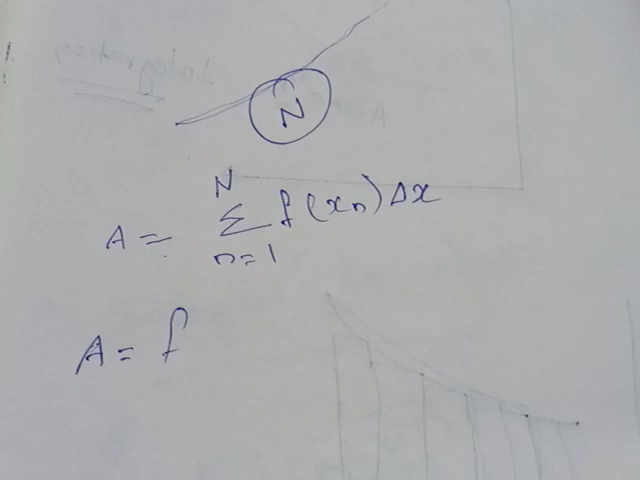 A = N Σ n=1 f(xn) Δx
A = f